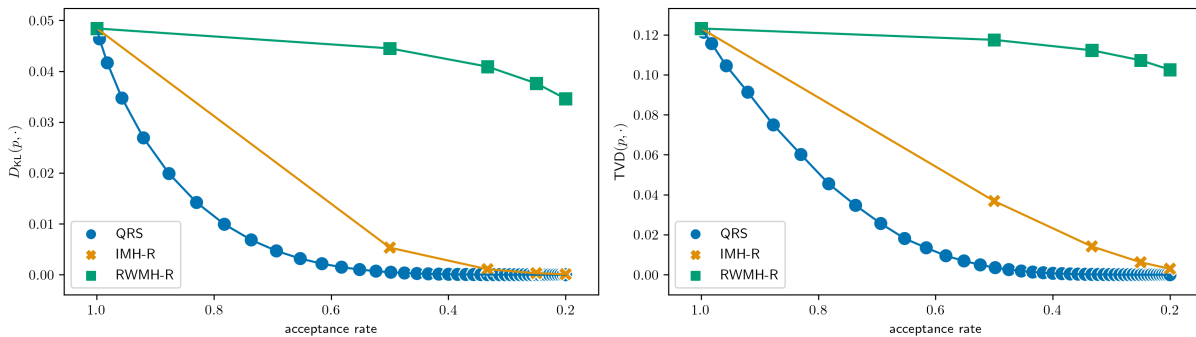 0.05
0.04
0.03
0.02
0.01
0.00
D_KL(p, ·)
QRS
IMH-R
RWMH-R
1.0 0.8 0.6 0.4 0.2
acceptance rate
0.12
0.10
0.08
0.06
0.04
0.02
0.00
TVD(p, ·)
QRS
IMH-R
RWMH-R
1.0 0.8 0.6 0.4 0.2
acceptance rate